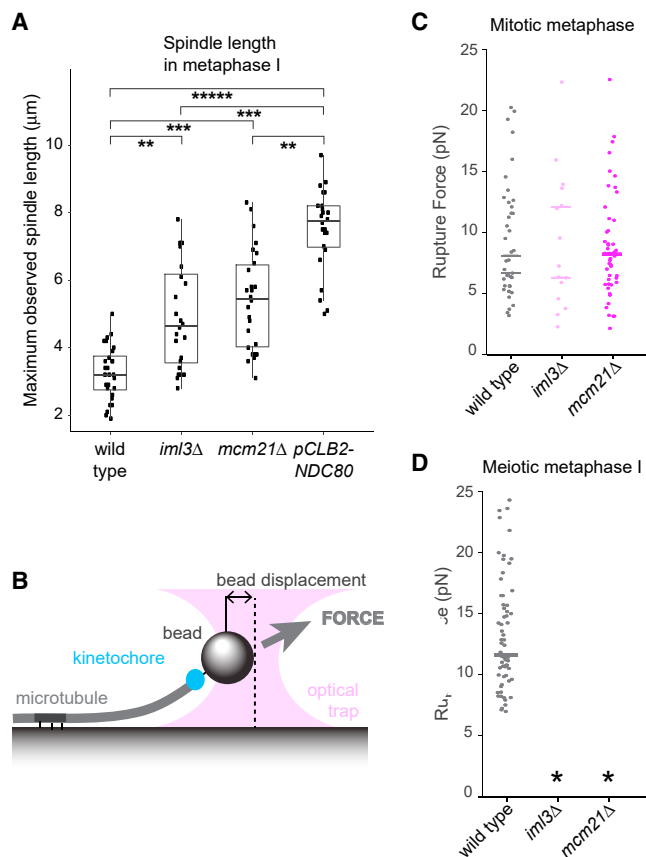 A
Spindle length
in metaphase I
Maximum observed spindle length (µm)
10
8
6
4
2
*****
***
***
**
**
wild
type
iml3Δ
mcm21Δ
pCLB2-
NDC80
B
bead displacement
bead
FORCE
kinetochore
microtubule
optical
trap
C
Mitotic metaphase
Rupture Force (pN)
25
20
15
10
5
0
wild type
iml3Δ
mcm21Δ
D
Meiotic metaphase I
(pN)
25
20
15
10
5
0
*
*
wild type
iml3Δ
mcm21Δ